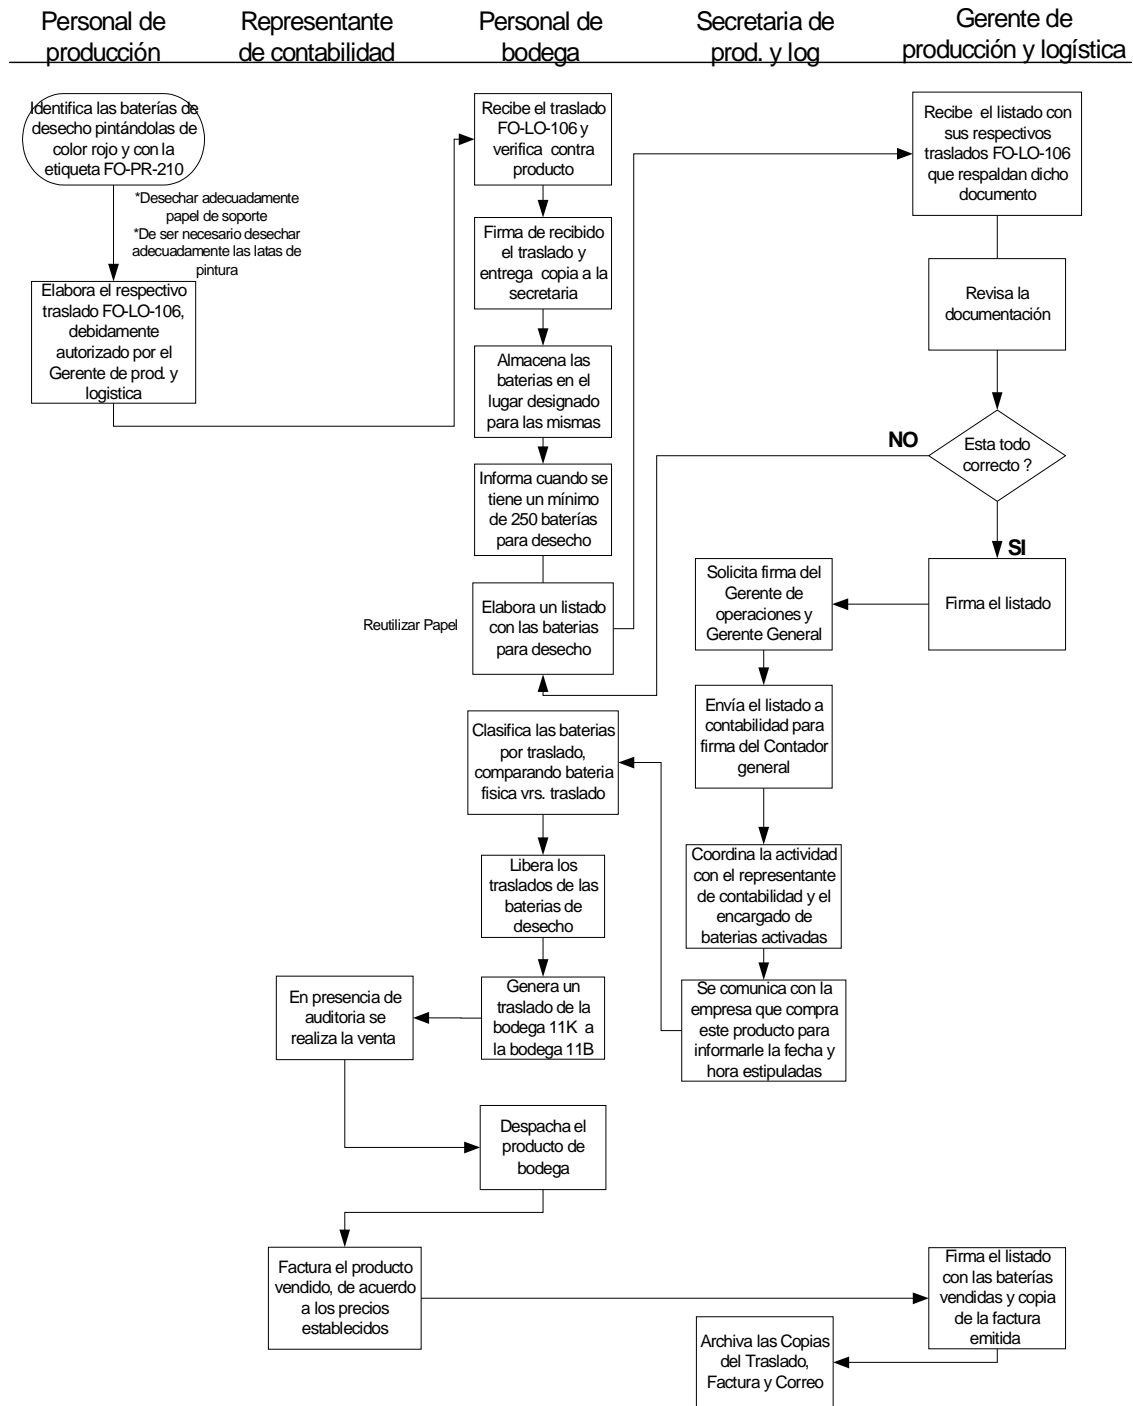 Personal de
producción
Representante
de contabilidad
Personal de
bodega
Secretaria de
prod. y log
Gerente de
producción y logística
Identifica las baterías de
desecho pintándolas de
color rojo y con la
etiqueta FO-PR-210
*Desechar adecuadamente
papel de soporte
*De ser necesario desechar
adecuadamente las latas de
pintura
Elabora el respectivo
traslado FO-LO-106,
debidamente
autorizado por el
Gerente de prod. y
logistica
Recibe el traslado
FO-LO-106 y
verifica contra
producto
Firma de recibido
el traslado y
entrega copia a la
secretaria
Almacena las
baterias en el
lugar designado
para las mismas
Informa cuando se
tiene un mínimo
de 250 baterías
para desecho
Reutilizar Papel
Elabora un listado
con las baterias
para desecho
Recibe el listado con
sus respectivos
traslados FO-LO-106
que respaldan dicho
documento
Revisa la
documentación
Esta todo
correcto ?
NO
SI
Firma el listado
Solicita firma del
Gerente de
operaciones y
Gerente General
Envía el listado a
contabilidad para
firma del Contador
general
Coordina la actividad
con el representante
de contabilidad y el
encargado de
baterias activadas
Se comunica con la
empresa que compra
este producto para
informarle la fecha y
hora estipuladas
Clasifica las baterias
por traslado,
comparando bateria
fisica vrs. traslado
Libera los
traslados de las
baterias de
desecho
Genera un
traslado de la
bodega 11K a
la bodega 11B
En presencia de
auditoria se
realiza la venta
Despacha el
producto de
bodega
Factura el producto
vendido, de acuerdo
a los precios
establecidos
Firma el listado
con las baterías
vendidas y copia
de la factura
emitida
Archiva las Copias
del Traslado,
Factura y Correo